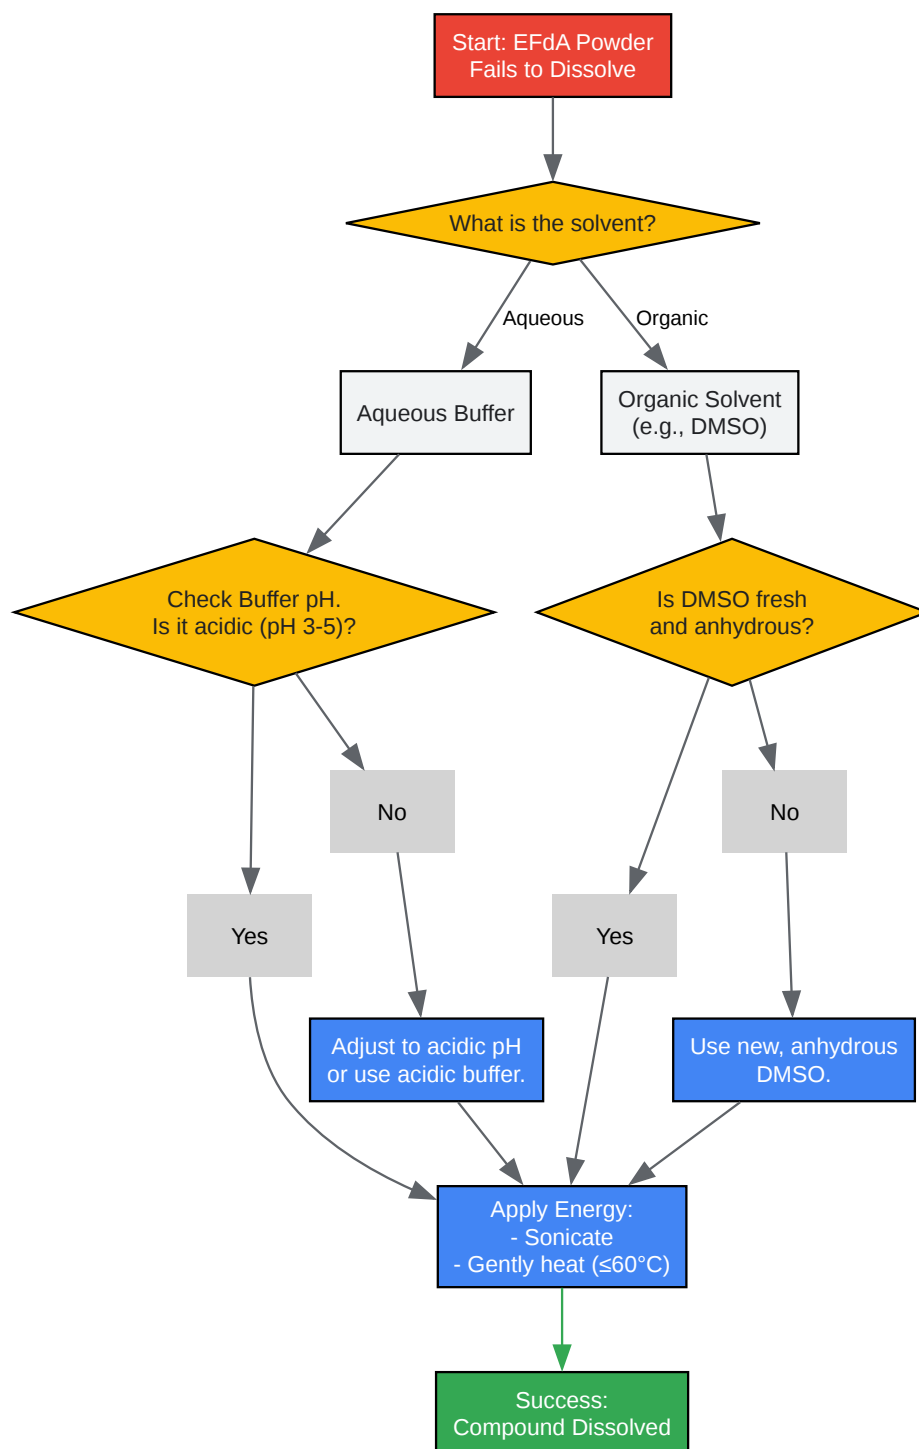 Start: EFdA Powder
Fails to Dissolve
What is the solvent?
Aqueous
Organic
Aqueous Buffer
Organic Solvent
(e.g., DMSO)
Check Buffer pH.
Is it acidic (pH 3-5)?
Is DMSO fresh
and anhydrous?
No
No
Yes
Yes
Adjust to acidic pH
or use acidic buffer.
Use new, anhydrous
DMSO.
Apply Energy:
- Sonicate
- Gently heat (≤60°C)
Success:
Compound Dissolved